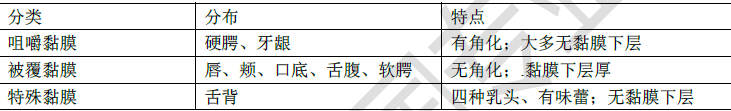 分类 分布 特点
咀嚼黏膜 硬腭、牙龈 有角化；大多无黏膜下层
被覆黏膜 唇、颊、口底、舌腹、软腭 无角化；黏膜下层厚
特殊黏膜 舌背 四种乳头、有味蕾；无黏膜下层